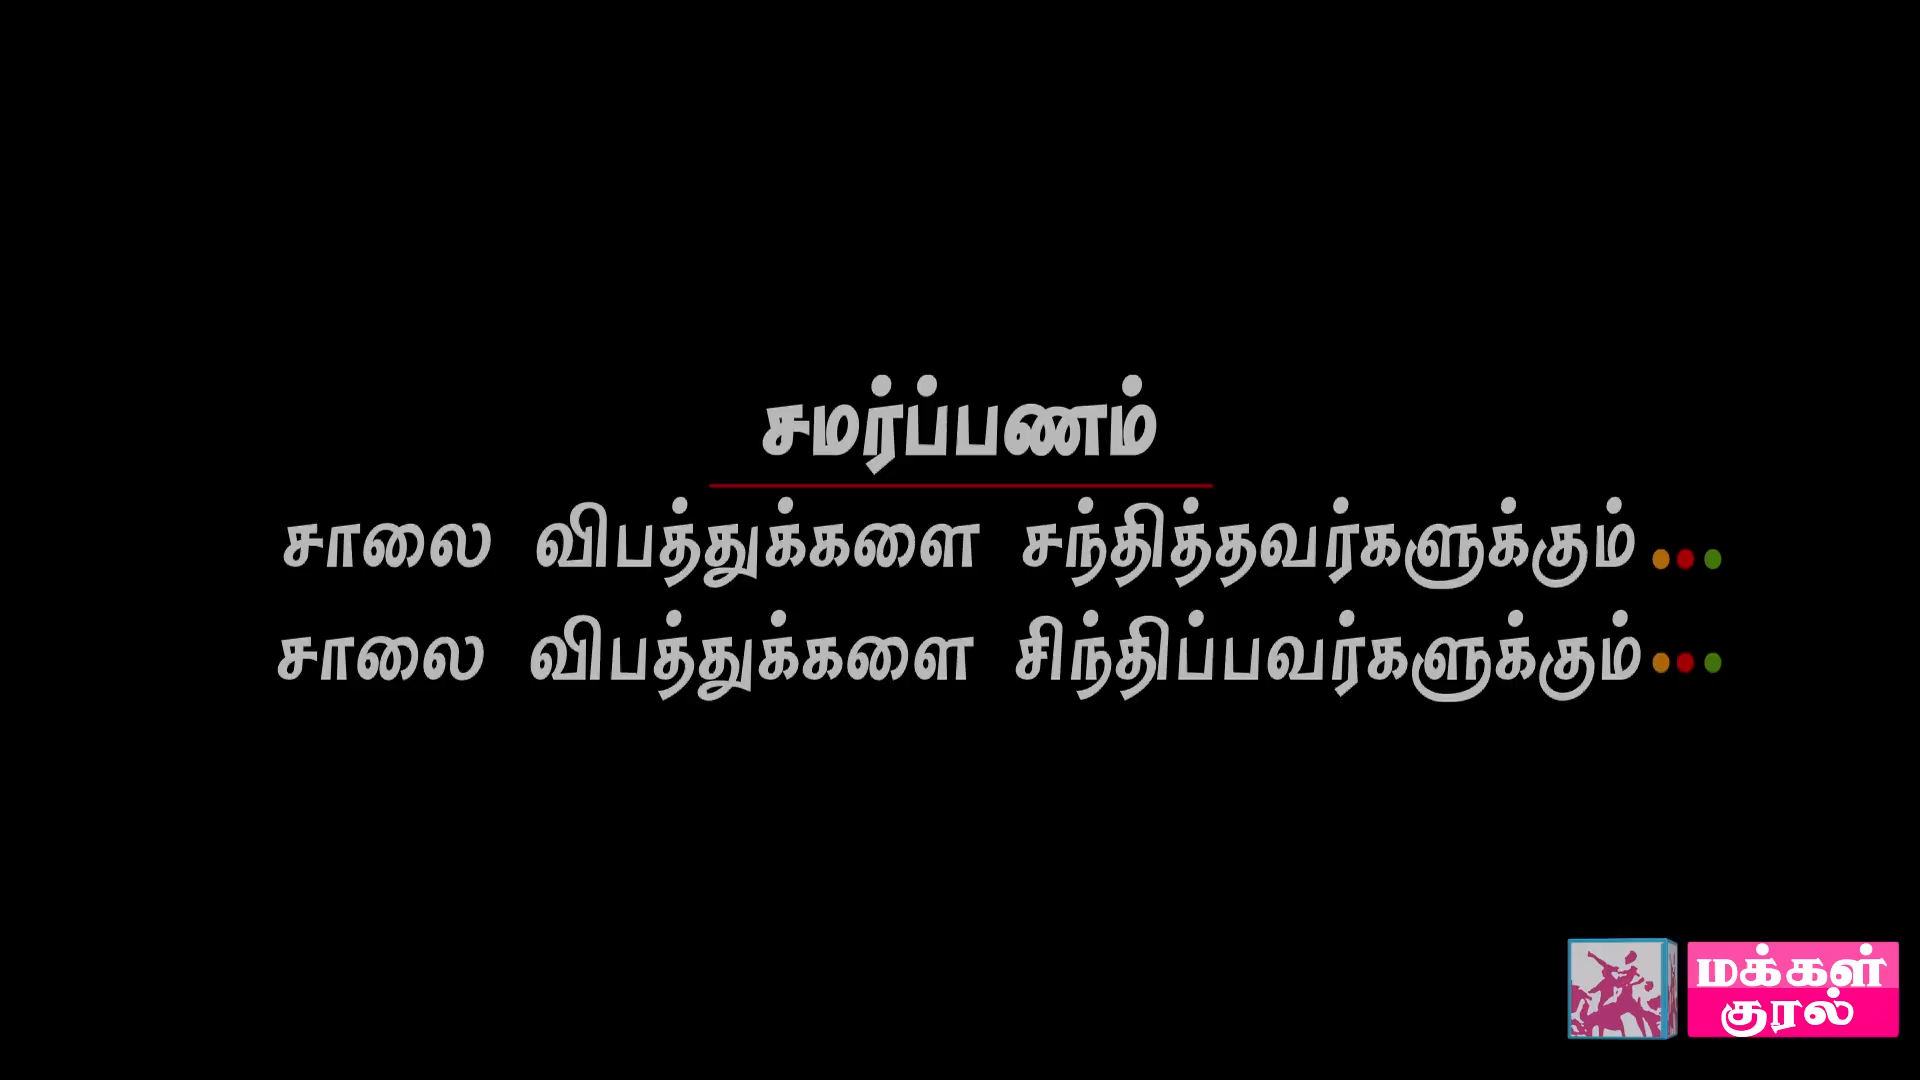 சமர்ப்பணம்
சாலை விபத்துக்களை சந்தித்தவர்களுக்கும்...
சாலை விபத்துக்களை சிந்திப்பவர்களுக்கும்...
மக்கள்
குரல்